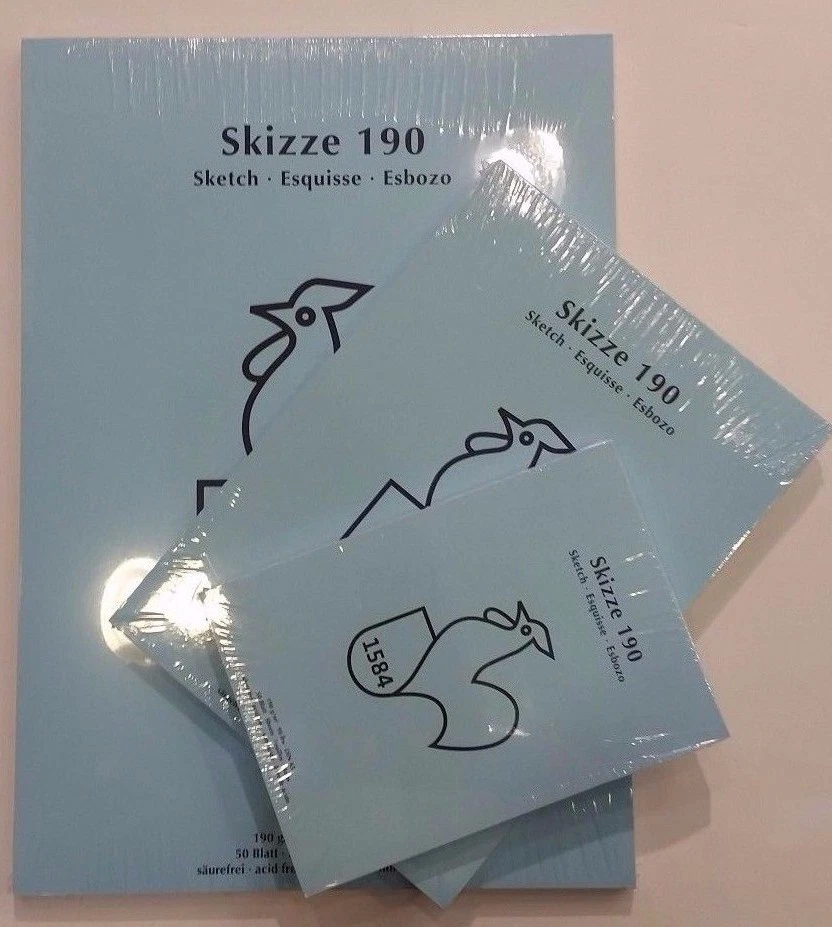 Skizze 190
Sketch · Esquisse · Esbozo
Skizze 190
Sketch · Esquisse · Esbozo
Skizze 190
Sketch · Esquisse · Esbozo
1584
190
50 Blatt ·
säurefrei · acid